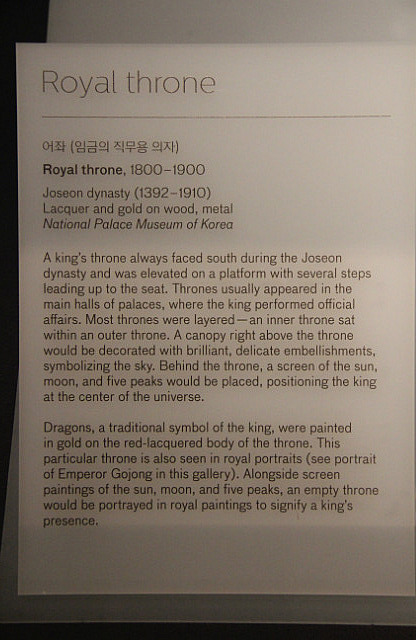 Royal throne
어좌 (임금의 직무용 의자)
Royal throne, 1800–1900
Joseon dynasty (1392–1910)
Lacquer and gold on wood, metal
National Palace Museum of Korea
A king's throne always faced south during the Joseon
dynasty and was elevated on a platform with several steps
leading up to the seat. Thrones usually appeared in the
main halls of palaces, where the king performed official
affairs. Most thrones were layered—an inner throne sat
within an outer throne. A canopy right above the throne
would be decorated with brilliant, delicate embellishments,
symbolizing the sky. Behind the throne, a screen of the sun,
moon, and five peaks would be placed, positioning the king
at the center of the universe.
Dragons, a traditional symbol of the king, were painted
in gold on the red-lacquered body of the throne. This
particular throne is also seen in royal portraits (see portrait
of Emperor Gojong in this gallery). Alongside screen
paintings of the sun, moon, and five peaks, an empty throne
would be portrayed in royal paintings to signify a king's
presence.